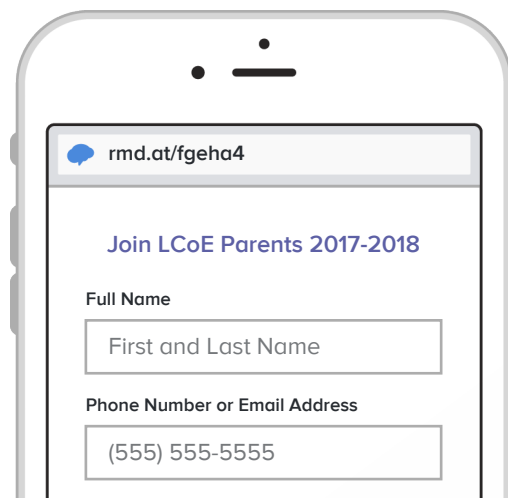 rmd.at/fgeha4
Join LCoE Parents 2017-2018
Full Name
First and Last Name
Phone Number or Email Address
(555) 555-5555